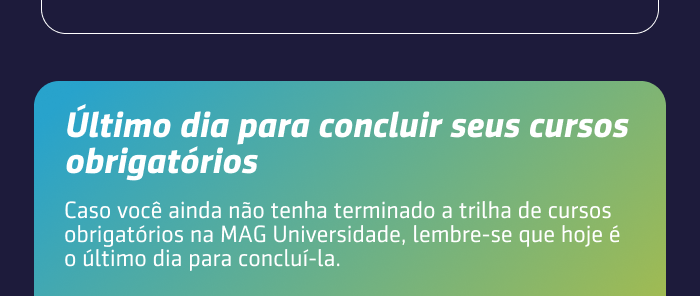 Último dia para concluir seus cursos
obrigatórios
Caso você ainda não tenha terminado a trilha de cursos
obrigatórios na MAG Universidade, lembre-se que hoje é
o último dia para concluí-la.